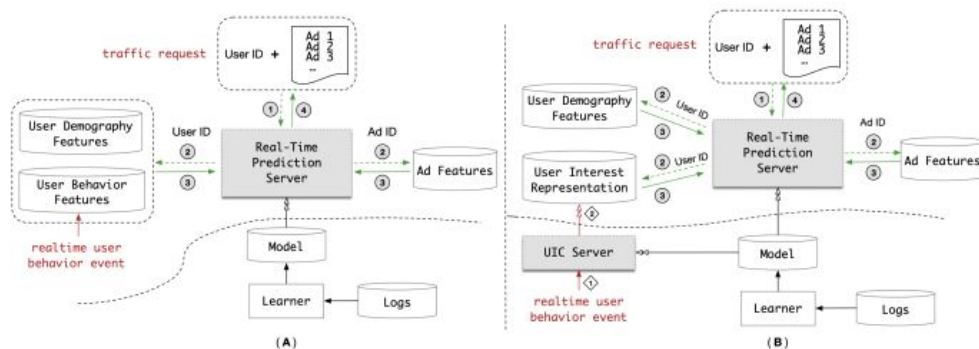 traffic request
User ID +
Ad 1
Ad 2
Ad 3
…
1
4
User Demography
Features
User Behavior
Features
User ID
2
3
Real-Time
Prediction
Server
Ad ID
2
3
Ad Features
realtime user
behavior event
Model
Learner
Logs
(A)
traffic request
User ID +
Ad 1
Ad 2
Ad 3
…
1
4
User Demography
Features
2
User ID
3
User Interest
Representation
2
User ID
3
Real-Time
Prediction
Server
Ad ID
2
3
Ad Features
2
UIC Server
1
realtime user
behavior event
Model
Learner
Logs
(B)